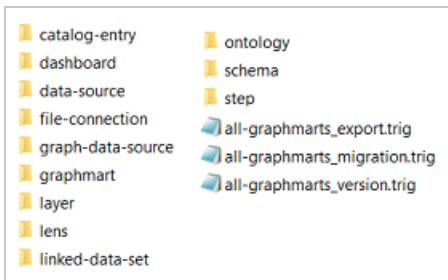 catalog-entry
dashboard
data-source
file-connection
graph-data-source
graphmart
layer
lens
linked-data-set
ontology
schema
step
all-graphmarts_export.trig
all-graphmarts_migration.trig
all-graphmarts_version.trig